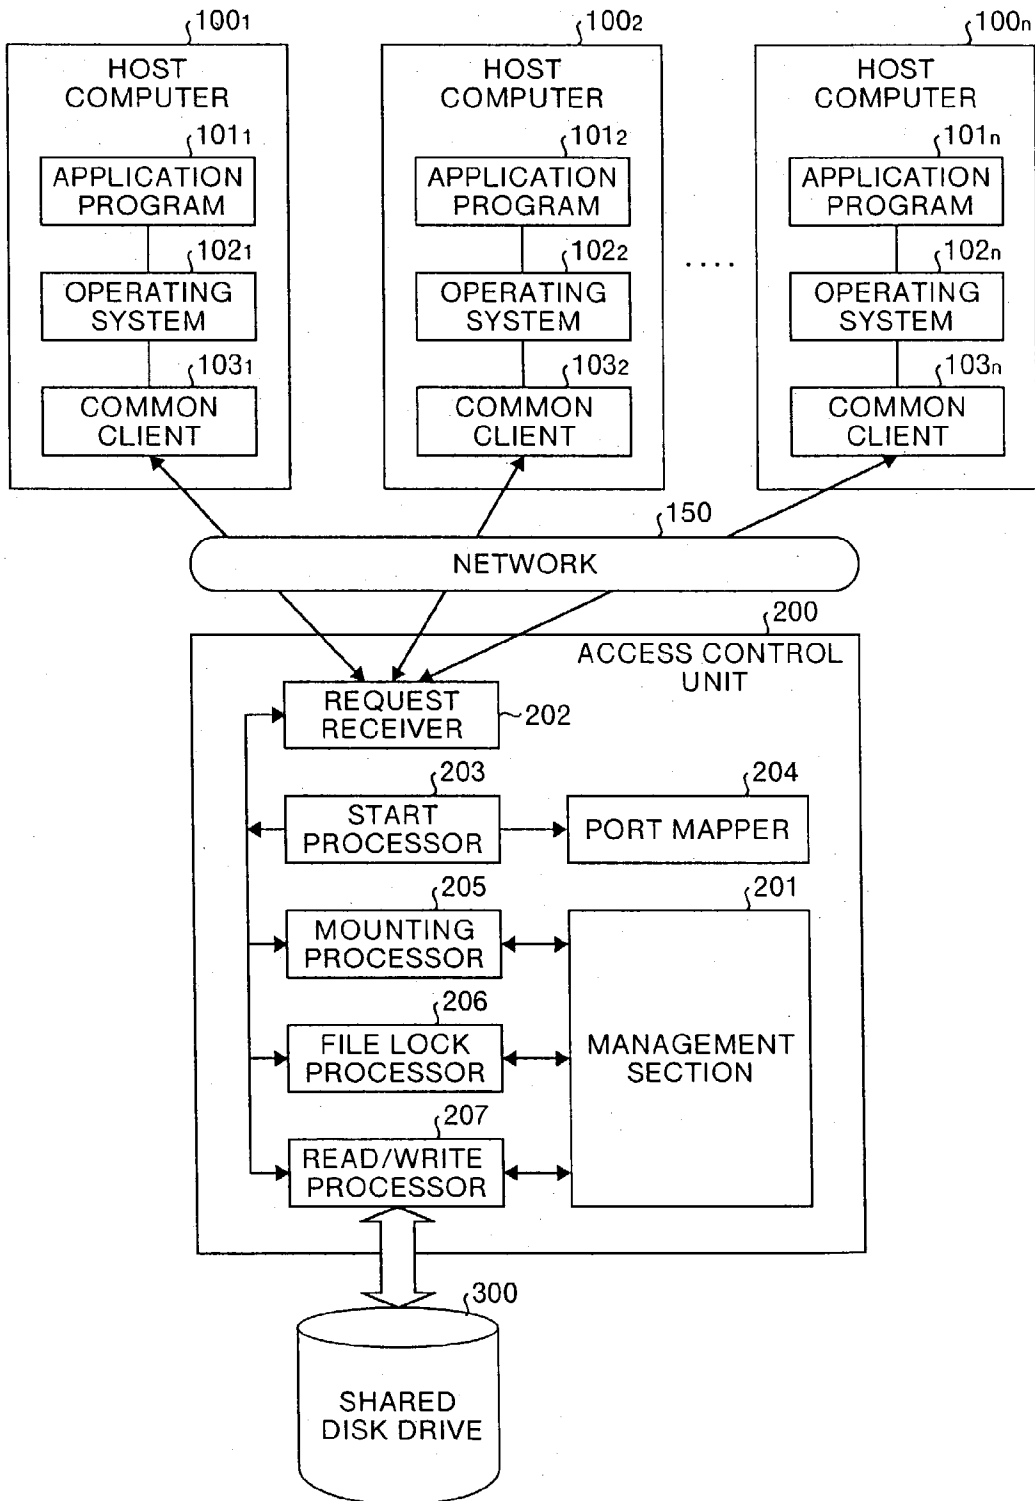 100₁
100₂
100ₙ
HOST
COMPUTER
HOST
COMPUTER
HOST
COMPUTER
101₁
101₂
101ₙ
APPLICATION
PROGRAM
APPLICATION
PROGRAM
APPLICATION
PROGRAM
102₁
102₂
102ₙ
OPERATING
SYSTEM
OPERATING
SYSTEM
....
OPERATING
SYSTEM
103₁
103₂
103ₙ
COMMON
CLIENT
COMMON
CLIENT
COMMON
CLIENT
150
NETWORK
200
ACCESS CONTROL
UNIT
REQUEST
RECEIVER
202
203
START
PROCESSOR
204
PORT MAPPER
205
MOUNTING
PROCESSOR
201
MANAGEMENT
SECTION
206
FILE LOCK
PROCESSOR
207
READ/WRITE
PROCESSOR
300
SHARED
DISK DRIVE